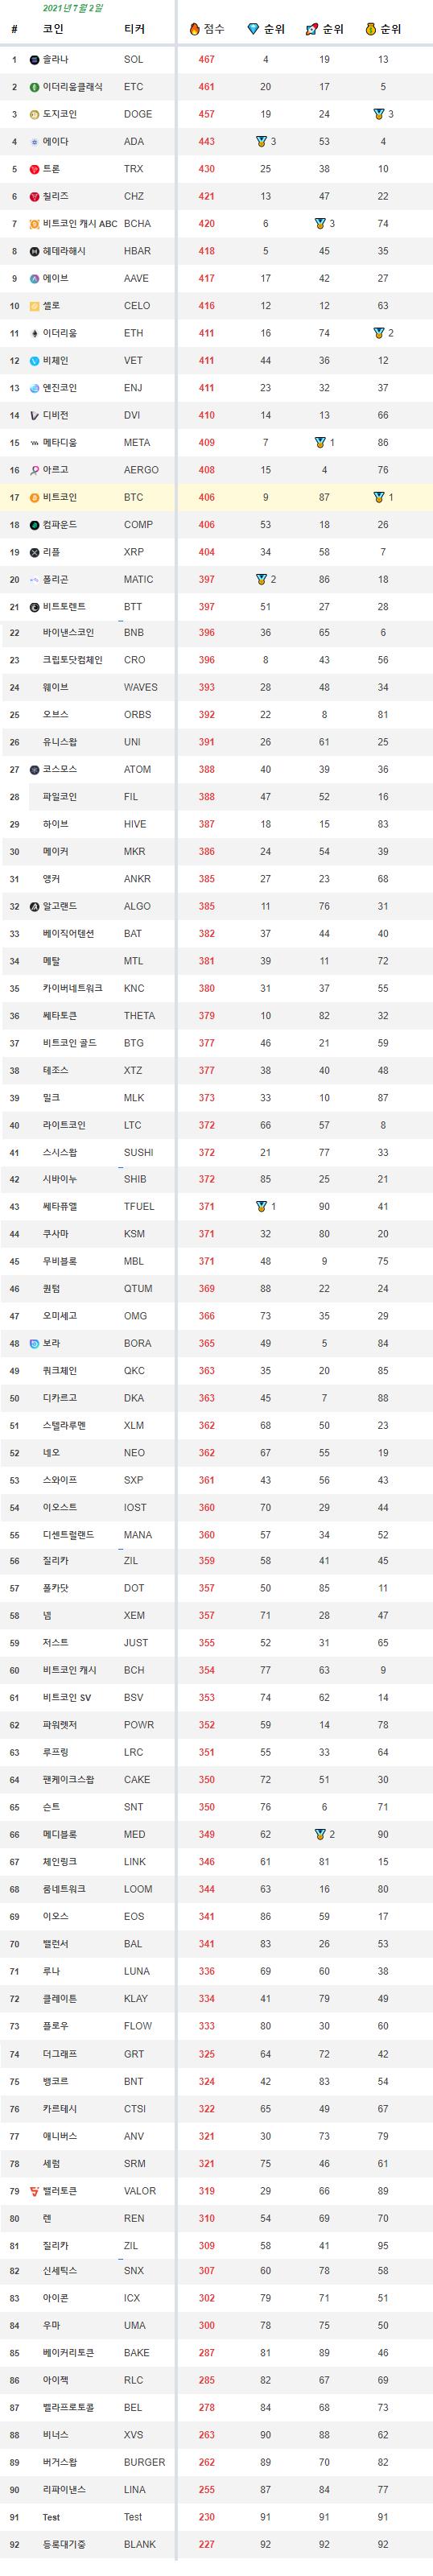 2021년 7월 2일
# 코인 티커 점수 순위 순위 순위
1 솔라나 SOL 467 4 19 13
2 이더리움클래식 ETC 461 20 17 5
3 도지코인 DOGE 457 19 24 3
4 에이다 ADA 443 3 53 4
5 트론 TRX 430 25 38 10
6 칠리즈 CHZ 421 13 47 22
7 비트코인 캐시 ABC BCHA 420 6 3 74
8 헤데라해시 HBAR 418 5 45 35
9 에이브 AAVE 417 17 42 27
10 셀로 CELO 416 12 12 63
11 이더리움 ETH 411 16 74 2
12 비체인 VET 411 44 36 12
13 엔진코인 ENJ 411 23 32 37
14 디비전 DVI 410 14 13 66
15 메타디움 META 409 7 1 86
16 아르고 AERGO 408 15 4 76
17 비트코인 BTC 406 9 87 1
18 컴파운드 COMP 406 53 18 26
19 리플 XRP 404 34 58 7
20 폴리곤 MATIC 397 2 86 18
21 비트토렌트 BTT 397 51 27 28
22 바이낸스코인 BNB 396 36 65 6
23 크립토닷컴체인 CRO 396 8 43 56
24 웨이브 WAVES 393 28 48 34
25 오브스 ORBS 392 22 8 81
26 유니스왑 UNI 391 26 61 25
27 코스모스 ATOM 388 40 39 36
28 파일코인 FIL 388 47 52 16
29 하이브 HIVE 387 18 15 83
30 메이커 MKR 386 24 54 39
31 앵커 ANKR 385 27 23 68
32 알고랜드 ALGO 385 11 76 31
33 베이직어텐션 BAT 382 37 44 40
34 메탈 MTL 381 39 11 72
35 카이버네트워크 KNC 380 31 37 55
36 쎄타토큰 THETA 379 10 82 32
37 비트코인 골드 BTG 377 46 21 59
38 테조스 XTZ 377 38 40 48
39 밀크 MLK 373 33 10 87
40 라이트코인 LTC 372 66 57 8
41 스시스왑 SUSHI 372 21 77 33
42 시바이누 SHIB 372 85 25 21
43 쎄타퓨엘 TFUEL 371 1 90 41
44 쿠사마 KSM 371 32 80 20
45 무비블록 MBL 371 48 9 75
46 퀀텀 QTUM 369 88 22 24
47 오미세고 OMG 366 73 35 29
48 보라 BORA 365 49 5 84
49 쿼크체인 QKC 363 35 20 85
50 디카르고 DKA 363 45 7 88
51 스텔라루멘 XLM 362 68 50 23
52 네오 NEO 362 67 55 19
53 스와이프 SXP 361 43 56 43
54 이오스트 IOST 360 70 29 44
55 디센트럴랜드 MANA 360 57 34 52
56 질리카 ZIL 359 58 41 45
57 폴카닷 DOT 357 50 85 11
58 넴 XEM 357 71 28 47
59 저스트 JUST 355 52 31 65
60 비트코인 캐시 BCH 354 77 63 9
61 비트코인 SV BSV 353 74 62 14
62 파워렛저 POWR 352 59 14 78
63 루프링 LRC 351 55 33 64
64 팬케이크스왑 CAKE 350 72 51 30
65 슨트 SNT 350 76 6 71
66 메디블록 MED 349 62 2 90
67 체인링크 LINK 346 61 81 15
68 룸네트워크 LOOM 344 63 16 80
69 이오스 EOS 341 86 59 17
70 밸런서 BAL 341 83 26 53
71 루나 LUNA 336 69 60 38
72 클레이튼 KLAY 334 41 79 49
73 플로우 FLOW 333 80 30 60
74 더그래프 GRT 325 64 72 42
75 뱅코르 BNT 324 42 83 54
76 카르테시 CTSI 322 65 49 67
77 애니버스 ANV 321 30 73 79
78 세럼 SRM 321 75 46 61
79 밸러토큰 VALOR 319 29 66 89
80 렌 REN 310 54 69 70
81 질리카 ZIL 309 58 41 95
82 신세틱스 SNX 307 60 78 58
83 아이콘 ICX 302 79 71 51
84 우마 UMA 300 78 75 50
85 베이커리토큰 BAKE 287 81 89 46
86 아이젝 RLC 285 82 67 69
87 벨라프로토콜 BEL 278 84 68 73
88 비너스 XVS 263 90 88 62
89 버거스왑 BURGER 262 89 70 82
90 리파이낸스 LINA 255 87 84 77
91 Test Test 230 91 91 91
92 등록대기중 BLANK 227 92 92 92